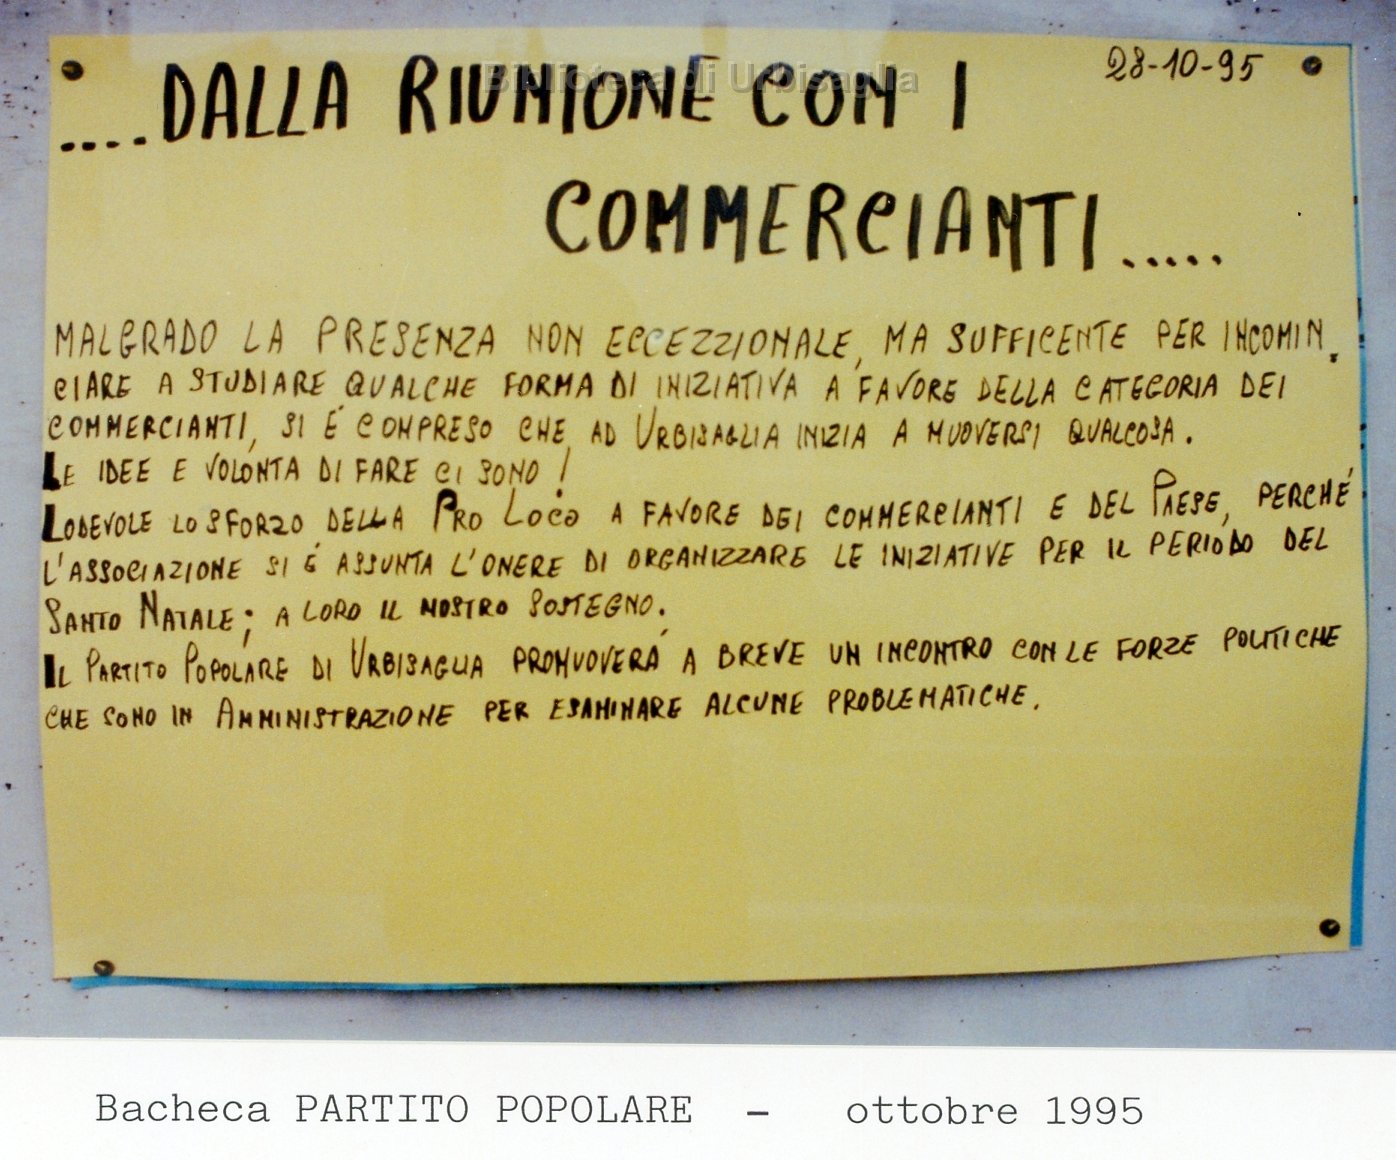 28-10-95
....DALLA RIUNIONE CON I
Biblioteca di Urbisaglia
COMMERCIANTI.....
MALGRADO LA PRESENZA NON ECCEZZIONALE, MA SUFFICENTE PER INCOMIN.
CIARE A STUDIARE QUALCHE FORMA DI INIZIATIVA A FAVORE DELLA CATEGORIA DEI
COMMERCIANTI, SI É COMPRESO CHE AD URBISAGLIA INIZIA A MUOVERSI QUALCOSA.
LE IDEE E VOLONTA DI FARE CI SONO!
LODEVOLE LO SFORZO DELLA PRO LOCO A FAVORE DEI COMMERCIANTI E DEL PAESE, PERCHÉ
L'ASSOCIAZIONE SI É ASSUNTA L'ONERE DI ORGANIZZARE LE INIZIATIVE PER IL PERIODO DEL
SANTO NATALE; A LORO IL NOSTRO SOSTEGNO.
IL PARTITO POPOLARE DI URBISAGLIA PROMUOVERÁ A BREVE UN INCONTRO CON LE FORZE POLITICHE
CHE SONO IN AMMINISTRAZIONE PER ESAMINARE ALCUNE PROBLEMATICHE.
Bacheca PARTITO POPOLARE - ottobre 1995